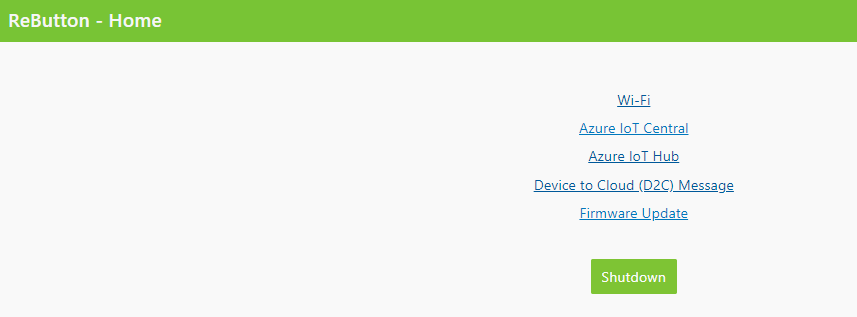 ReButton - Home
Wi-Fi
Azure IoT Central
Azure IoT Hub
Device to Cloud (D2C) Message
Firmware Update
Shutdown